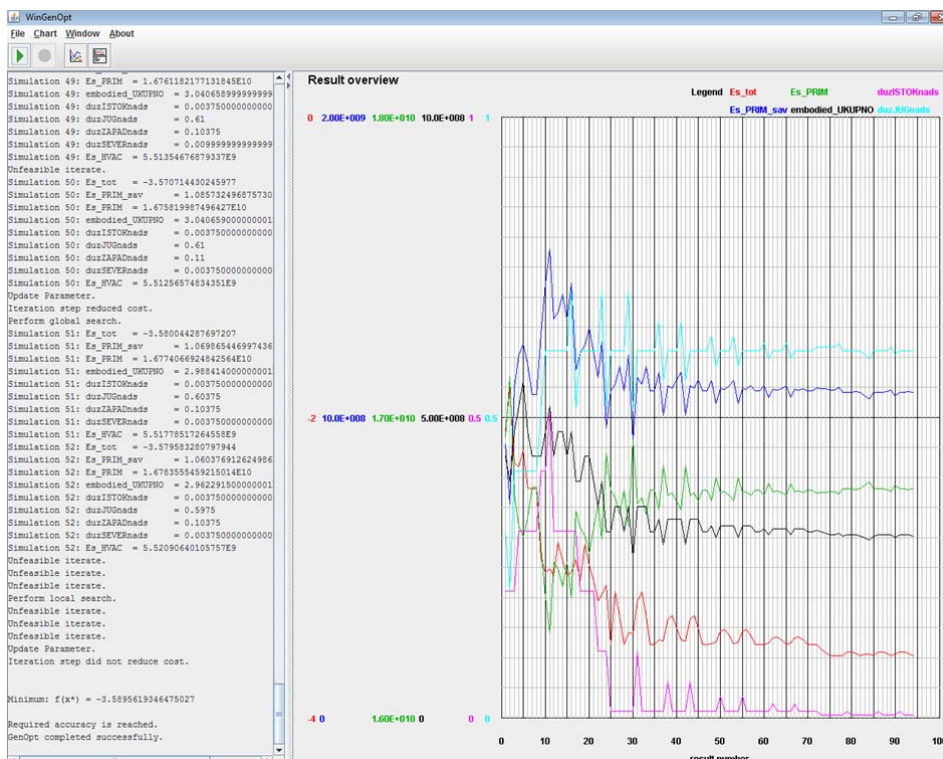 WinGenOpt
File Chart Window About
Simulation 49: Es_PRIM = 1.6761182177131845E10
Simulation 49: embodied_UKUPNO = 3.040658999999999
Simulation 49: duzISTOKnads = 0.003750000000000
Simulation 49: duzJUGnads = 0.61
Simulation 49: duzZAPADnads = 0.10375
Simulation 49: duzSEVERnads = 0.009999999999999
Simulation 49: Es_HVAC = 5.51354676879337E9
Unfeasible iterate.
Simulation 50: Es_tot = -3.570714430245977
Simulation 50: Es_PRIM_sav = 1.085732496875730
Simulation 50: Es_PRIM = 1.675819987496427E10
Simulation 50: embodied_UKUPNO = 3.040659000000001
Simulation 50: duzISTOKnads = 0.003750000000000
Simulation 50: duzJUGnads = 0.61
Simulation 50: duzZAPADnads = 0.11
Simulation 50: duzSEVERnads = 0.003750000000000
Simulation 50: Es_HVAC = 5.51256574834351E9
Update Parameter.
Iteration step reduced cost.
Perform global search.
Simulation 51: Es_tot = -3.580044287697207
Simulation 51: Es_PRIM_sav = 1.069865446997436
Simulation 51: Es_PRIM = 1.6774066924842564E10
Simulation 51: embodied_UKUPNO = 2.988414000000001
Simulation 51: duzISTOKnads = 0.003750000000000
Simulation 51: duzJUGnads = 0.60375
Simulation 51: duzZAPADnads = 0.10375
Simulation 51: duzSEVERnads = 0.003750000000000
Simulation 51: Es_HVAC = 5.51778517264558E9
Simulation 52: Es_tot = -3.579583280797944
Simulation 52: Es_PRIM_sav = 1.060376912624986
Simulation 52: Es_PRIM = 1.6783555459215014E10
Simulation 52: embodied_UKUPNO = 2.962291500000001
Simulation 52: duzISTOKnads = 0.003750000000000
Simulation 52: duzJUGnads = 0.5975
Simulation 52: duzZAPADnads = 0.10375
Simulation 52: duzSEVERnads = 0.003750000000000
Simulation 52: Es_HVAC = 5.52090640105757E9
Unfeasible iterate.
Unfeasible iterate.
Unfeasible iterate.
Perform local search.
Unfeasible iterate.
Unfeasible iterate.
Unfeasible iterate.
Update Parameter.
Iteration step did not reduce cost.
Minimum: f(x*) = -3.5895619346475027
Required accuracy is reached.
GenOpt completed successfully.
Result overview
Legend Es_tot Es_PRIM duzISTOKnads
Es_PRIM_sav embodied_UKUPNO duzJUGnads
0 2.00E+009 1.80E+010 10.0E+008 1 1
-2 10.0E+008 1.70E+010 5.00E+008 0.5 0.5
-4 0 1.60E+010 0 0 0
0 10 20 30 40 50 60 70 80 90 100
result number